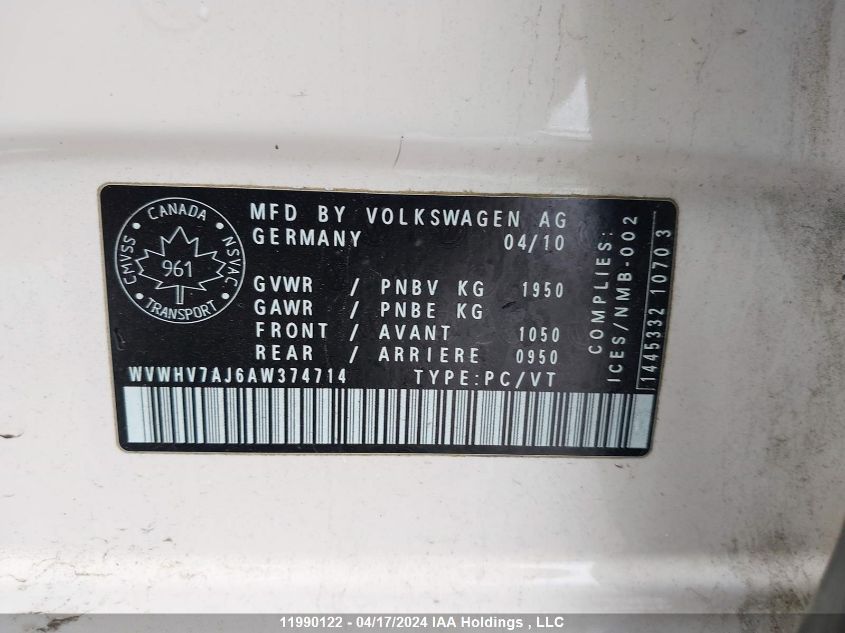 CANADA
CMVSS
NSVAC
961
TRANSPORT
MFD BY VOLKSWAGEN AG
GERMANY 04/10
GVWR / PNBV KG 1950
GAWR / PNBE KG
FRONT / AVANT 1050
REAR / ARRIERE 0950
WVWHV7AJ6AW374714 TYPE:PC/VT
COMPLIES:
ICES/NMB-002
1445332 10703
11990122 - 04/17/2024 IAA Holdings , LLC